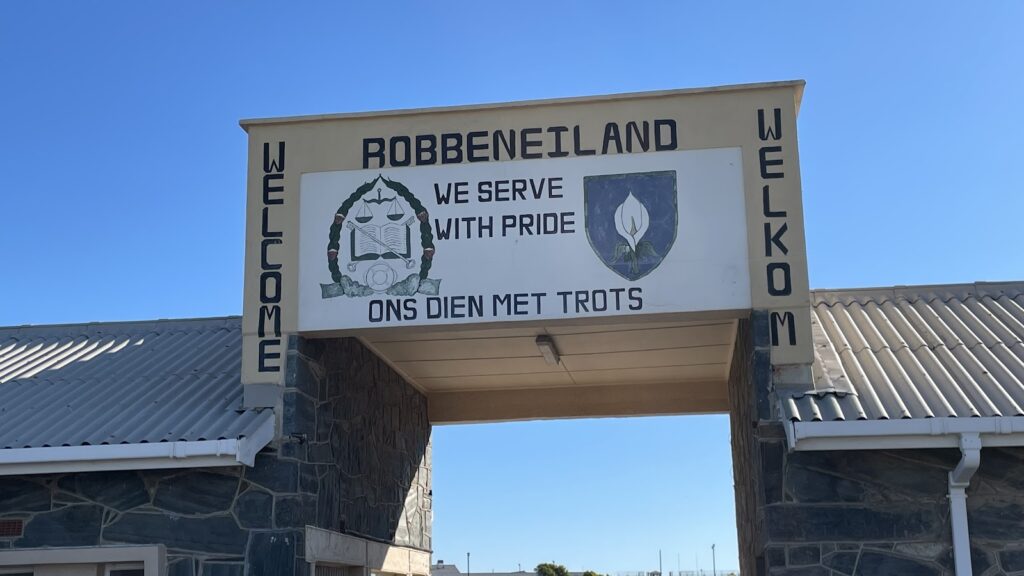 ROBBENEILAND
WELCOME
WE SERVE
WITH PRIDE
ONS DIEN MET TROTS
WELKOM